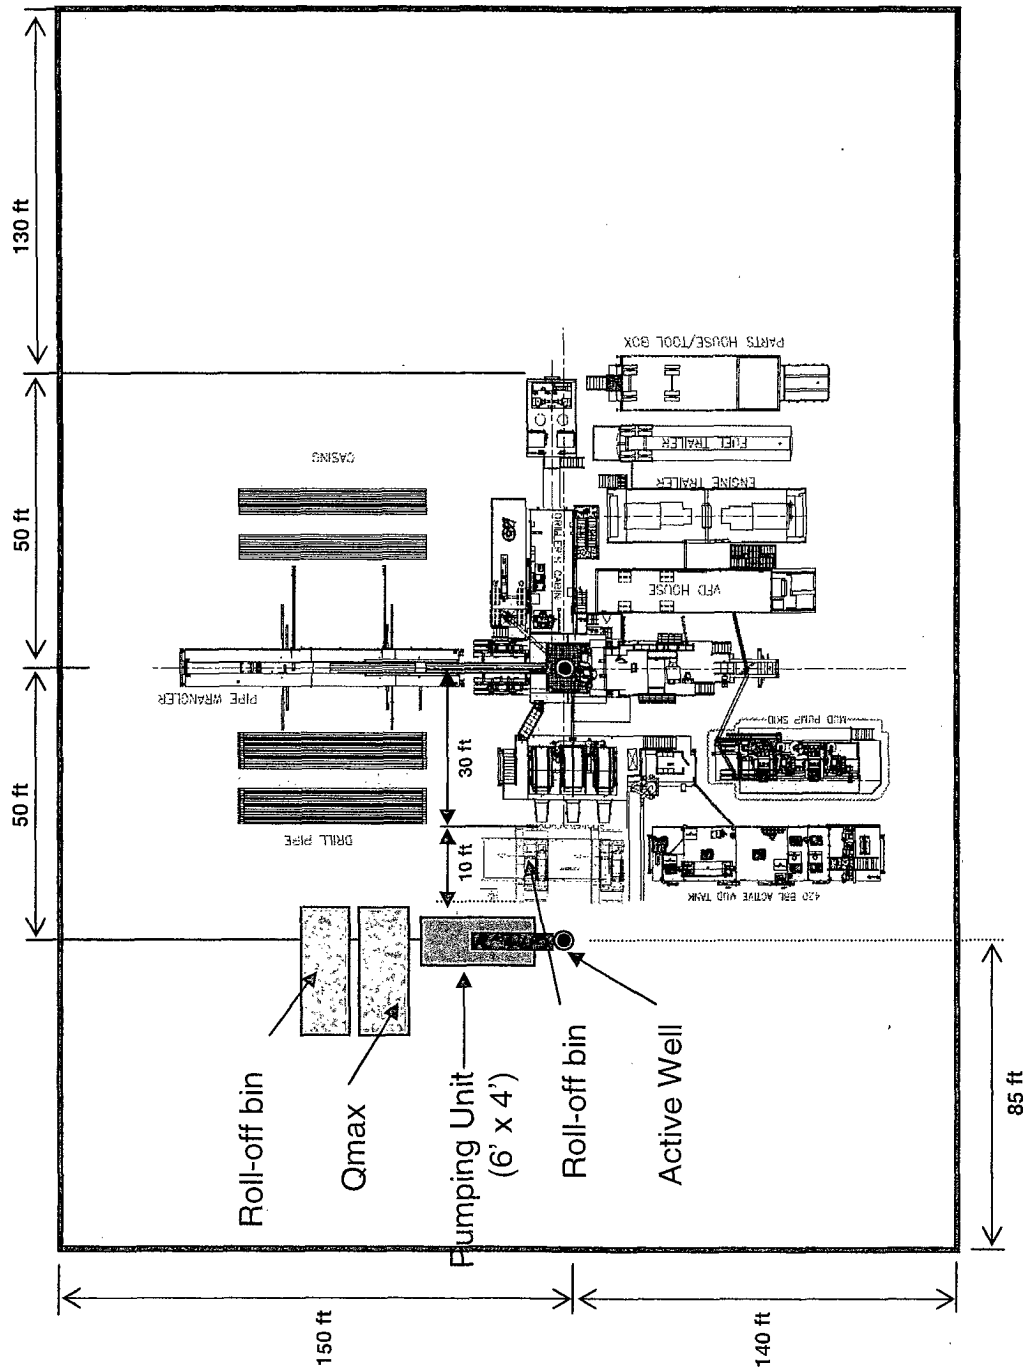 130 ft
50 ft
50 ft
PARTS HOUSE/TOOL BOX
FUEL TRAILER
CASING
ENGINE TRAILER
DRILLER'S CABIN
VFD HOUSE
PIPE WRANGLER
MUD PUMP SKID
30 ft
DRILL PIPE
10 ft
420 BBL ACTIVE MUD TANK
Roll-off bin
Qmax
Pumping Unit
(6' x 4')
Roll-off bin
Active Well
85 ft
150 ft
140 ft